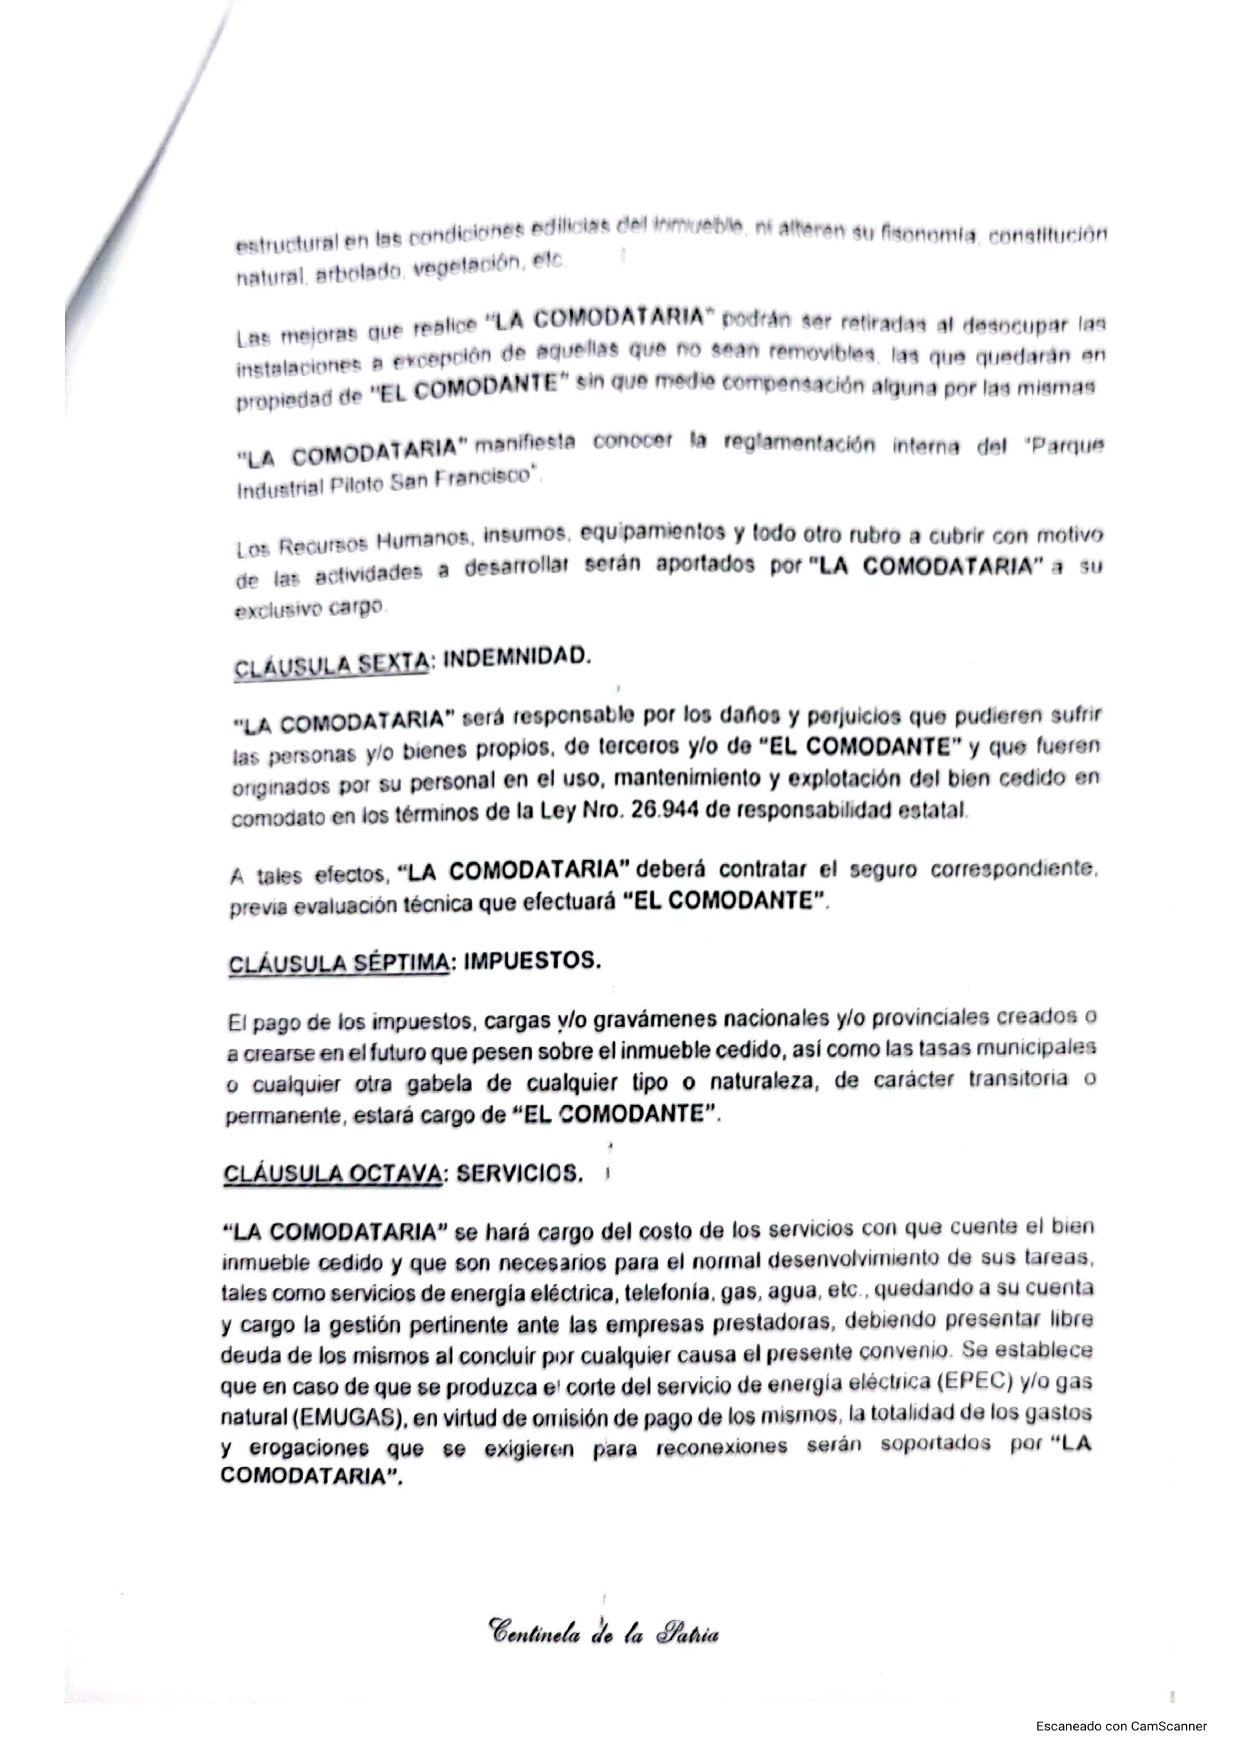 estructural en las condiciones edilicias del inmueble, ni alteren su fisonomía, constitución
natural, arbolado, vegetación, etc.
Las mejoras que realice "LA COMODATARIA" podrán ser retiradas al desocupar las
instalaciones a excepción de aquellas que no sean removibles, las que quedarán en
propiedad de "EL COMODANTE" sin que medie compensación alguna por las mismas
"LA COMODATARIA" manifiesta conocer la reglamentación interna del "Parque
Industrial Piloto San Francisco".
Los Recursos Humanos, insumos, equipamientos y todo otro rubro a cubrir con motivo
de las actividades a desarrollar serán aportados por "LA COMODATARIA" a su
exclusivo cargo.
CLÁUSULA SEXTA: INDEMNIDAD.
"LA COMODATARIA" será responsable por los daños y perjuicios que pudieren sufrir
las personas y/o bienes propios, de terceros y/o de "EL COMODANTE" y que fueren
originados por su personal en el uso, mantenimiento y explotación del bien cedido en
comodato en los términos de la Ley Nro. 26.944 de responsabilidad estatal.
A tales efectos, "LA COMODATARIA" deberá contratar el seguro correspondiente,
previa evaluación técnica que efectuará "EL COMODANTE".
CLÁUSULA SÉPTIMA: IMPUESTOS.
El pago de los impuestos, cargas y/o gravámenes nacionales y/o provinciales creados o
a crearse en el futuro que pesen sobre el inmueble cedido, así como las tasas municipales
o cualquier otra gabela de cualquier tipo o naturaleza, de carácter transitoria o
permanente, estará cargo de "EL COMODANTE".
CLÁUSULA OCTAVA: SERVICIOS.
"LA COMODATARIA" se hará cargo del costo de los servicios con que cuente el bien
inmueble cedido y que son necesarios para el normal desenvolvimiento de sus tareas,
tales como servicios de energía eléctrica, telefonía, gas, agua, etc., quedando a su cuenta
y cargo la gestión pertinente ante las empresas prestadoras, debiendo presentar libre
deuda de los mismos al concluir por cualquier causa el presente convenio. Se establece
que en caso de que se produzca el corte del servicio de energía eléctrica (EPEC) y/o gas
natural (EMUGAS), en virtud de omisión de pago de los mismos, la totalidad de los gastos
y erogaciones que se exigieren para reconexiones serán soportados por "LA
COMODATARIA".
Centinela de la Patria
Escaneado con CamScanner